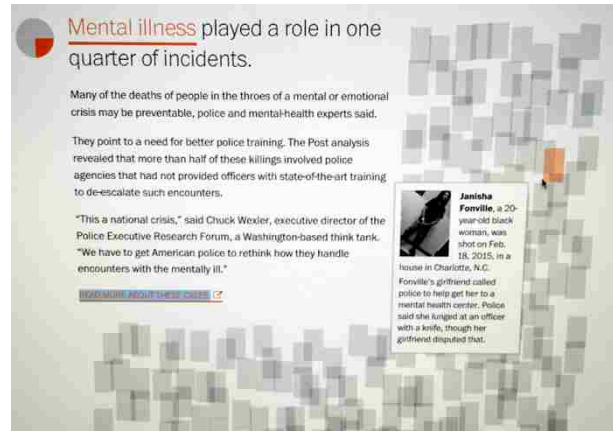 Mental illness played a role in one
quarter of incidents.
Many of the deaths of people in the throes of a mental or emotional
crisis may be preventable, police and mental-health experts said.
They point to a need for better police training. The Post analysis
revealed that more than half of these killings involved police
agencies that had not provided officers with state-of-the-art training
to de-escalate such encounters.
“This a national crisis,” said Chuck Wexler, executive director of the
Police Executive Research Forum, a Washington-based think tank.
“We have to get American police to rethink how they handle
encounters with the mentally ill.”
READ MORE ABOUT THESE CASES
Janisha
Fonville, a 20-
year-old black
woman, was
shot on Feb.
18, 2015, in a
house in Charlotte, N.C.
Fonville's girlfriend called
police to help get her to a
mental health center. Police
said she lunged at an officer
with a knife, though her
girlfriend disputed that.